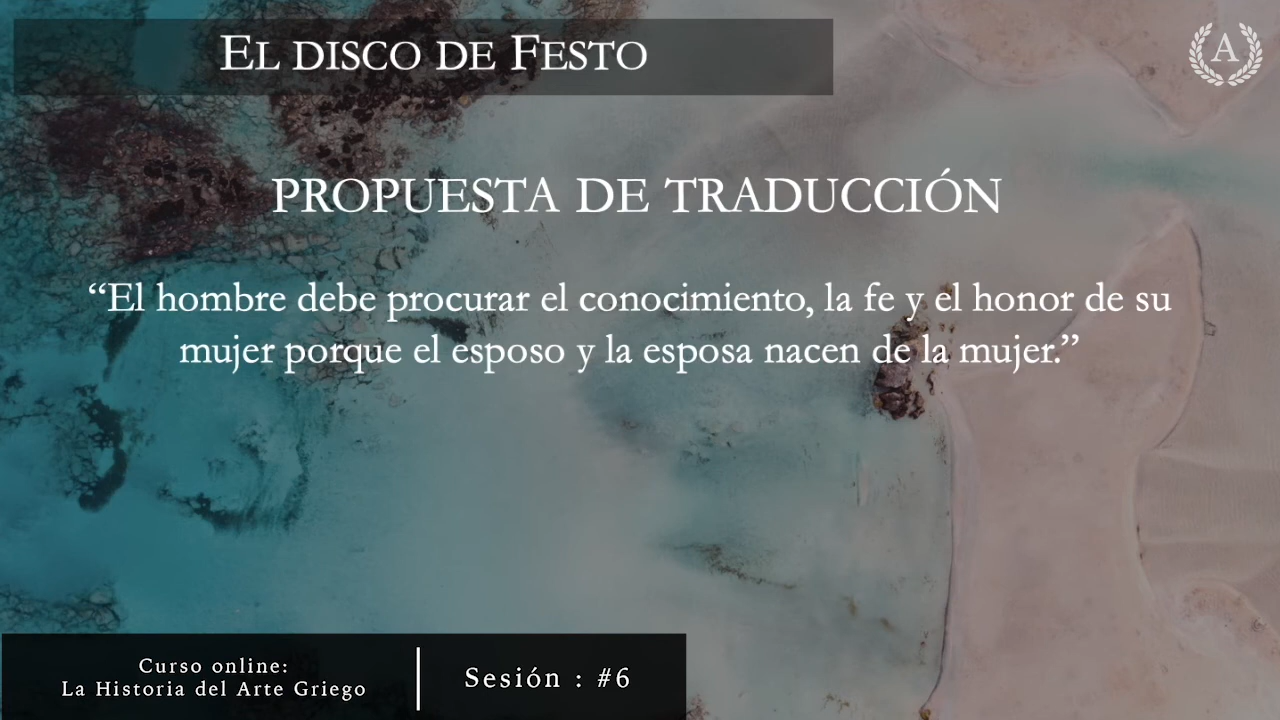 El disco de Festo
A
PROPUESTA DE TRADUCCIÓN
“El hombre debe procurar el conocimiento, la fe y el honor de su
mujer porque el esposo y la esposa nacen de la mujer.”
Curso online:
La Historia del Arte Griego
Sesión : #6